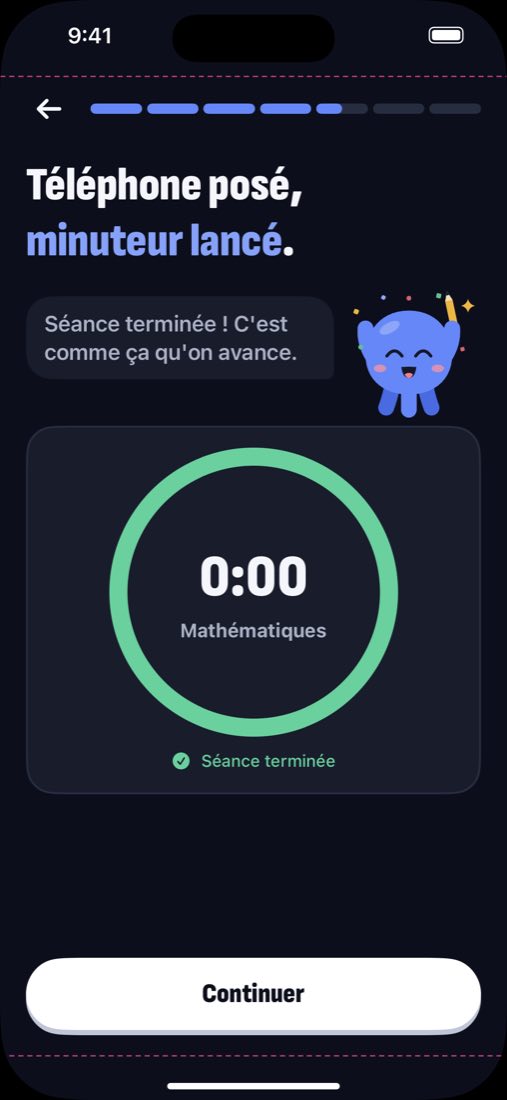 9:41
Téléphone posé,
minuteur lancé.
Séance terminée ! C'est
comme ça qu'on avance.
0:00
Mathématiques
Séance terminée
Continuer